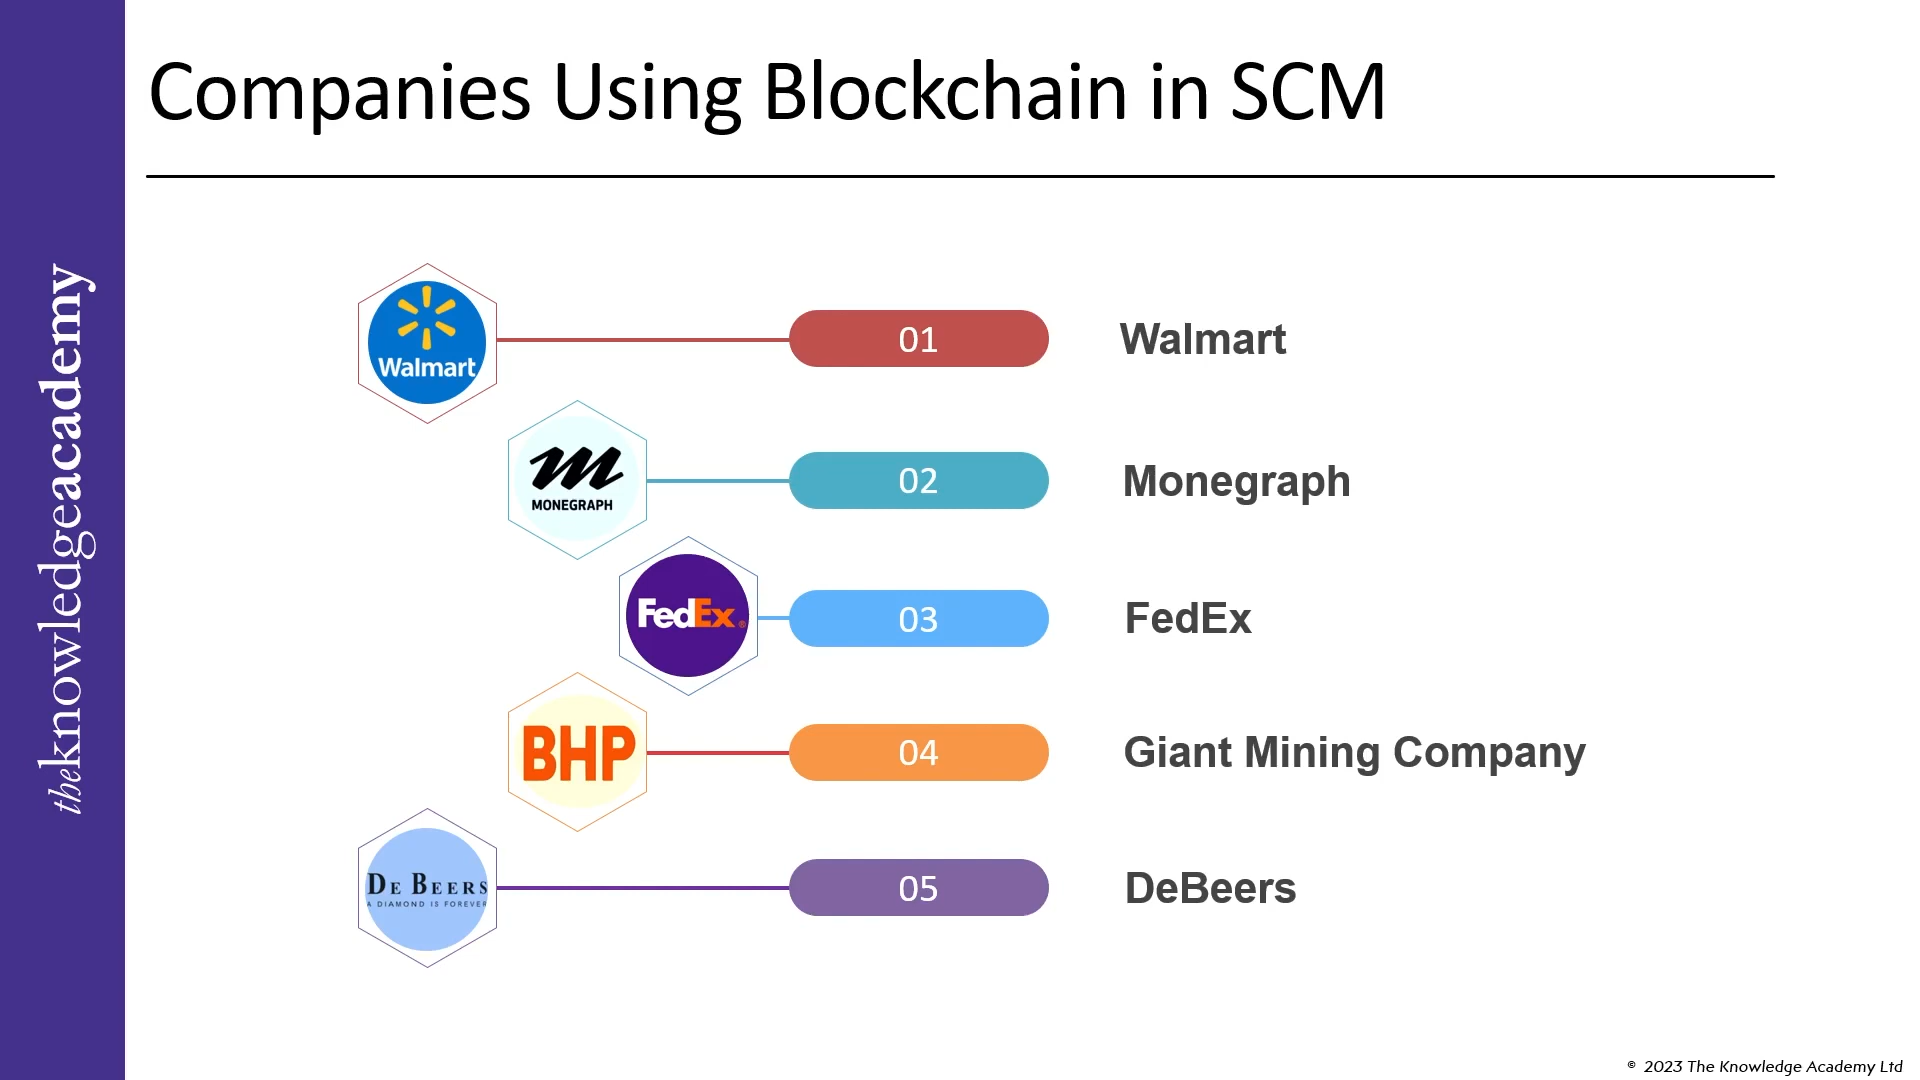 Companies Using Blockchain in SCM
theknowledgeacademy
Walmart
01
Walmart
MONEGRAPH
02
Monegraph
FedEx®
03
FedEx
BHP
04
Giant Mining Company
DE BEERS
A DIAMOND IS FOREVER
05
DeBeers
© 2023 The Knowledge Academy Ltd